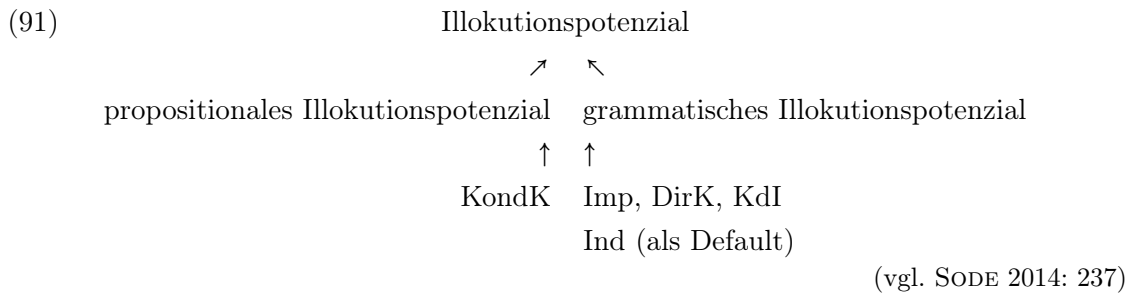 (91) Illokutionspotenzial
↗ ↖
propositionales Illokutionspotenzial grammatisches Illokutionspotenzial
↑ ↑
KondK Imp, DirK, KdI
Ind (als Default)
(vgl. SODE 2014: 237)